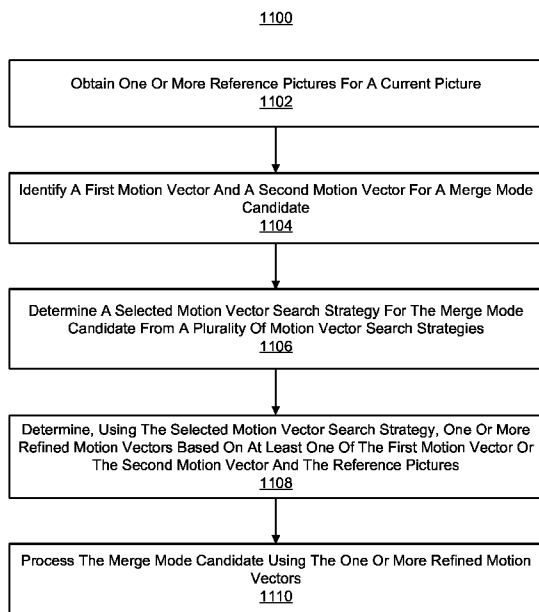 1100
Obtain One Or More Reference Pictures For A Current Picture
1102
Identify A First Motion Vector And A Second Motion Vector For A Merge Mode
Candidate
1104
Determine A Selected Motion Vector Search Strategy For The Merge Mode
Candidate From A Plurality Of Motion Vector Search Strategies
1106
Determine, Using The Selected Motion Vector Search Strategy, One Or More
Refined Motion Vectors Based On At Least One Of The First Motion Vector Or
The Second Motion Vector And The Reference Pictures
1108
Process The Merge Mode Candidate Using The One Or More Refined Motion
Vectors
1110